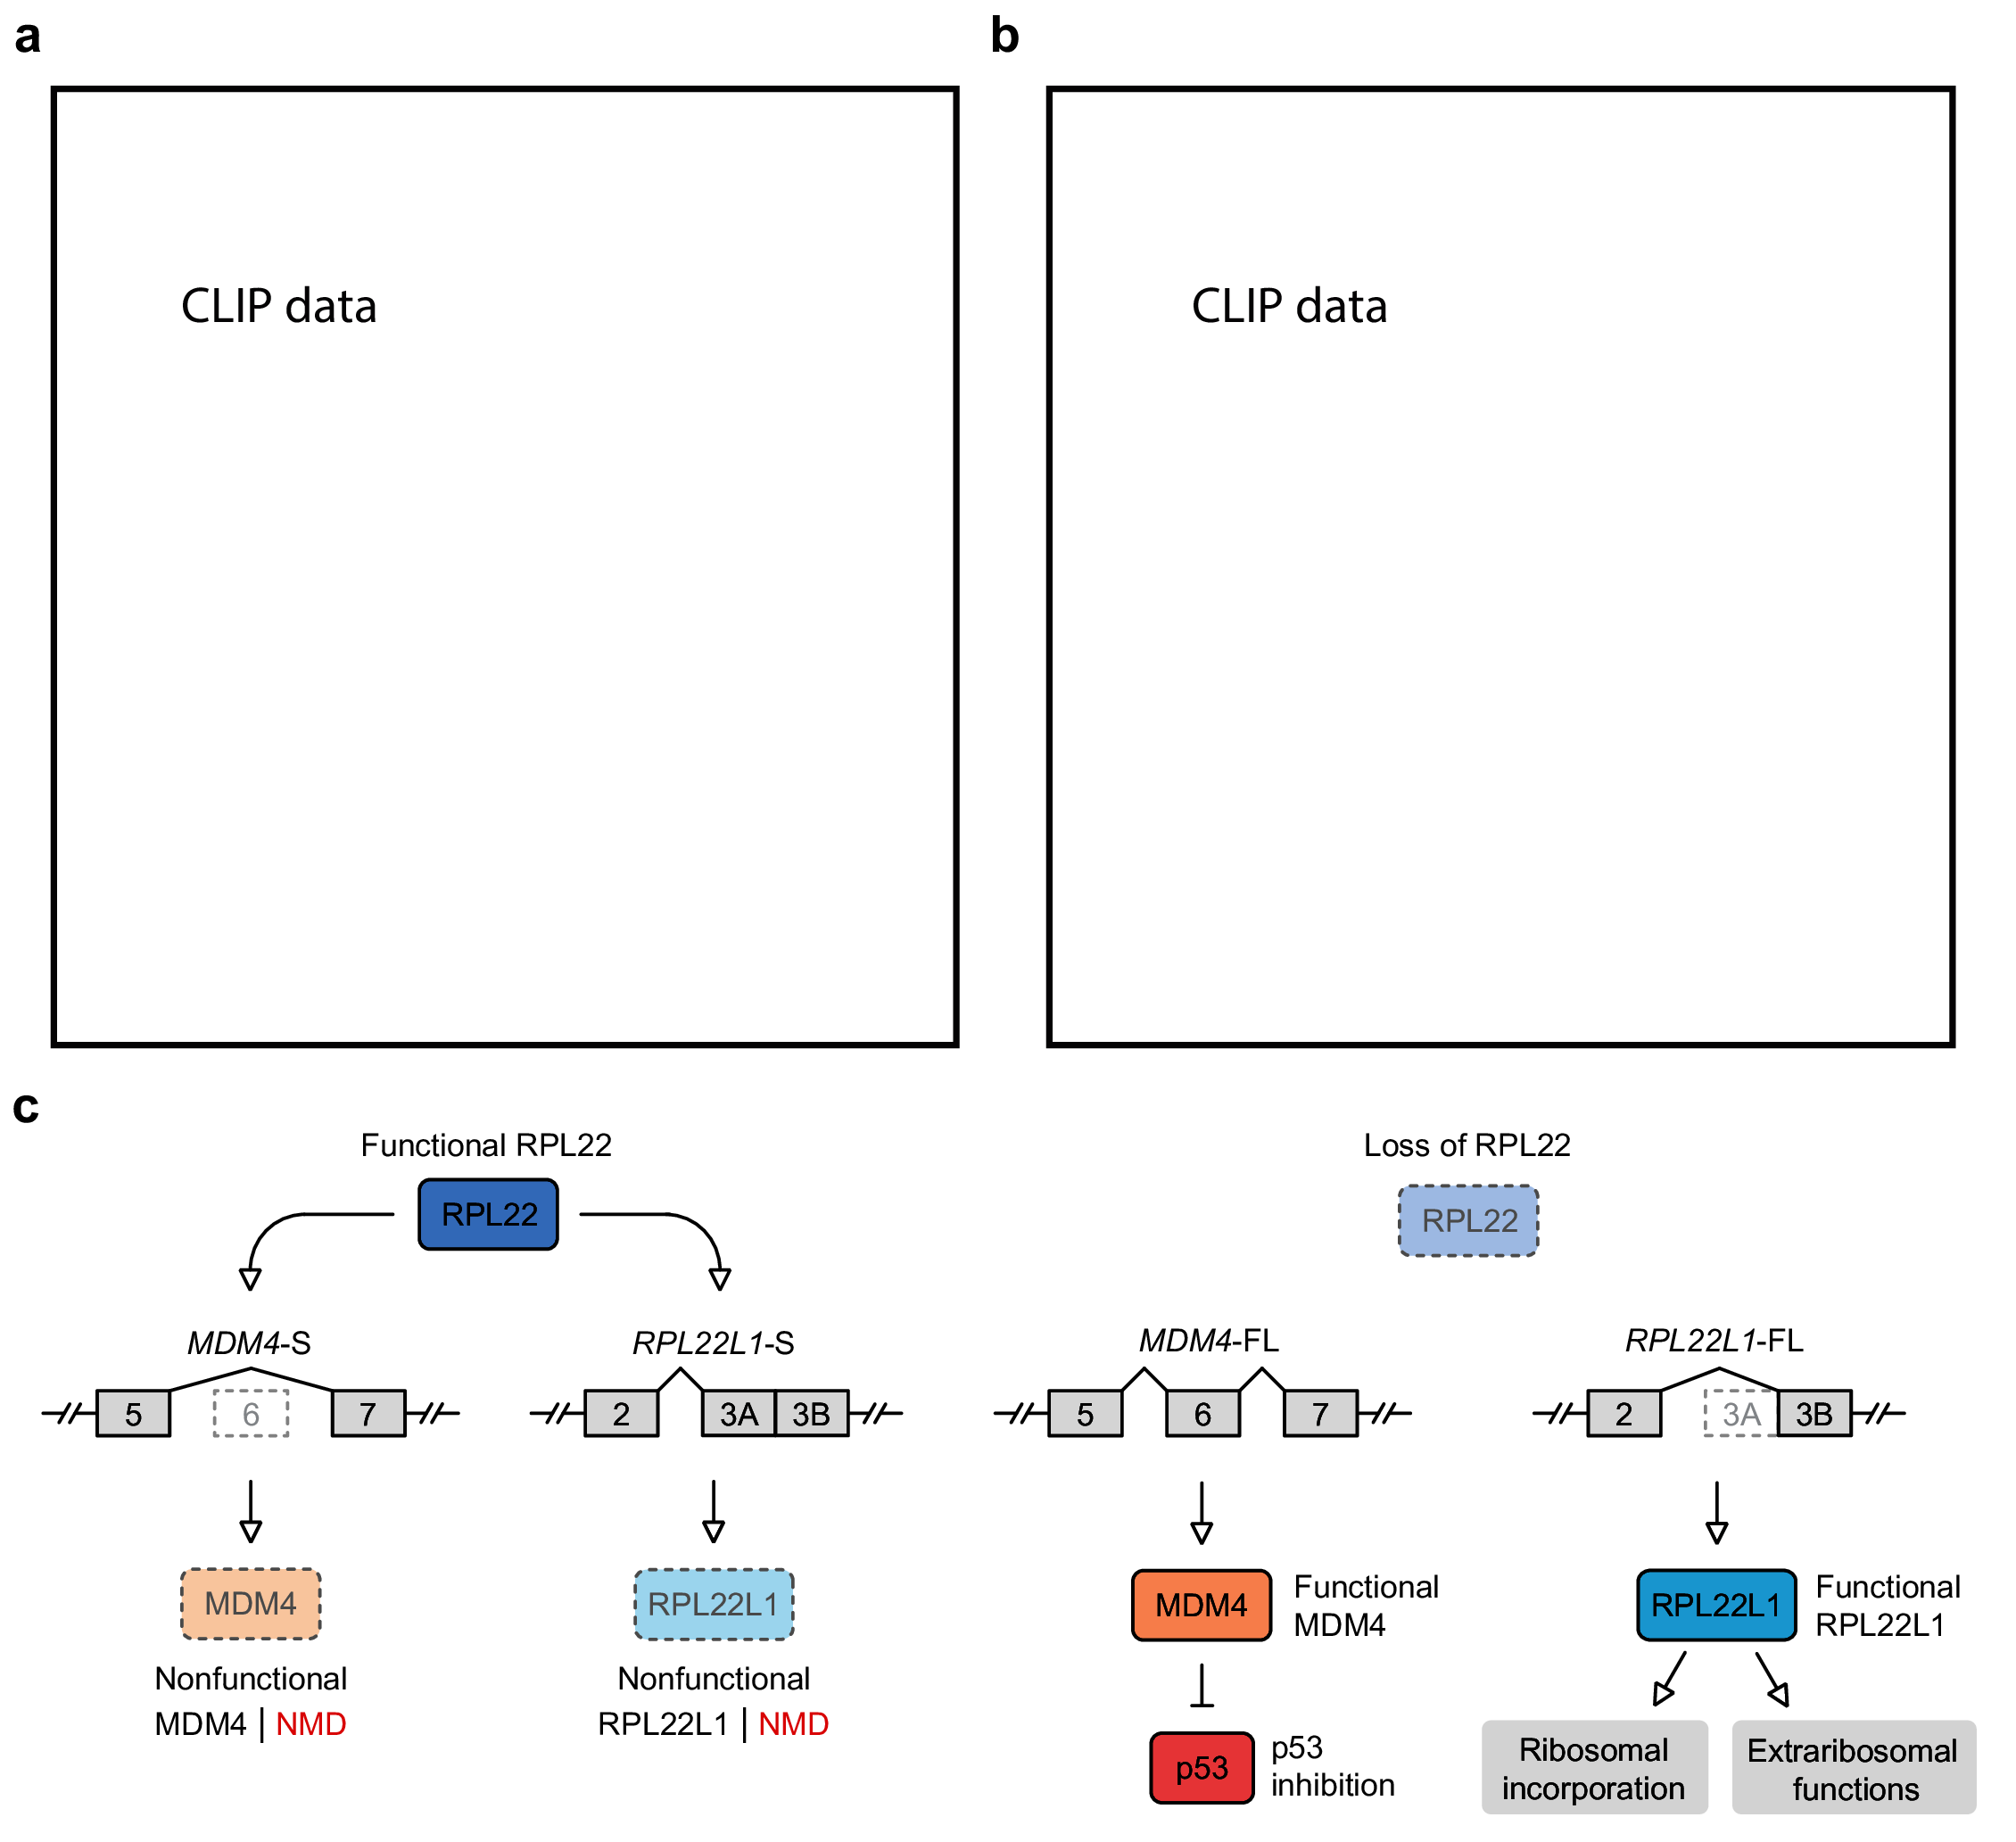 a
b
CLIP data
CLIP data
c
Functional RPL22
RPL22
MDM4-S
5
6
7
RPL22L1-S
2
3A
3B
MDM4
Nonfunctional
MDM4 | NMD
RPL22L1
Nonfunctional
RPL22L1 | NMD
Loss of RPL22
RPL22
MDM4-FL
5
6
7
RPL22L1-FL
2
3A
3B
MDM4
Functional
MDM4
p53
p53
inhibition
RPL22L1
Functional
RPL22L1
Ribosomal
incorporation
Extraribosomal
functions